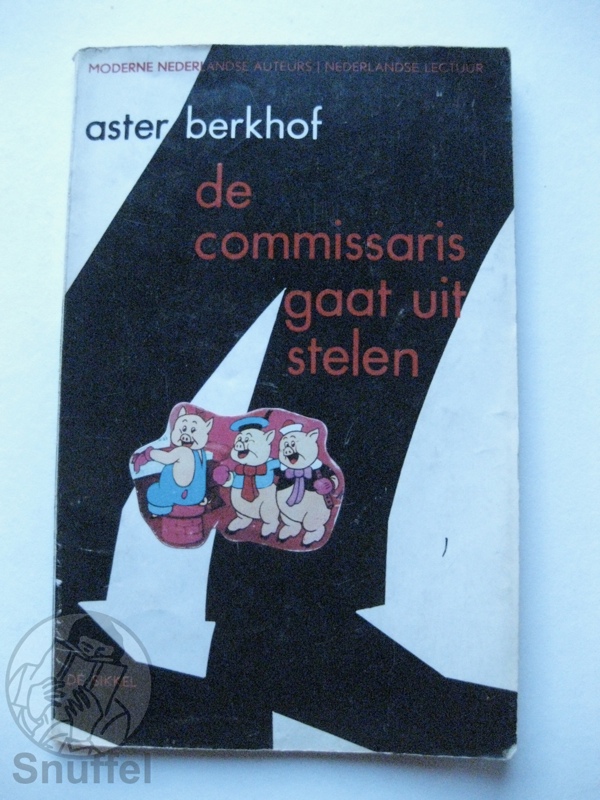 MODERNE NEDERLANDSE AUTEURS | NEDERLANDSE LECTUUR
aster berkhof
de
commissaris
gaat uit
stelen
DE SIKKEL
Snuffel